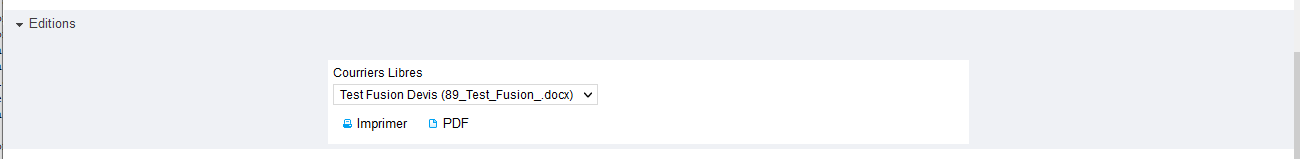 Editions
Courriers Libres
Test Fusion Devis (89_Test_Fusion_.docx)
Imprimer PDF